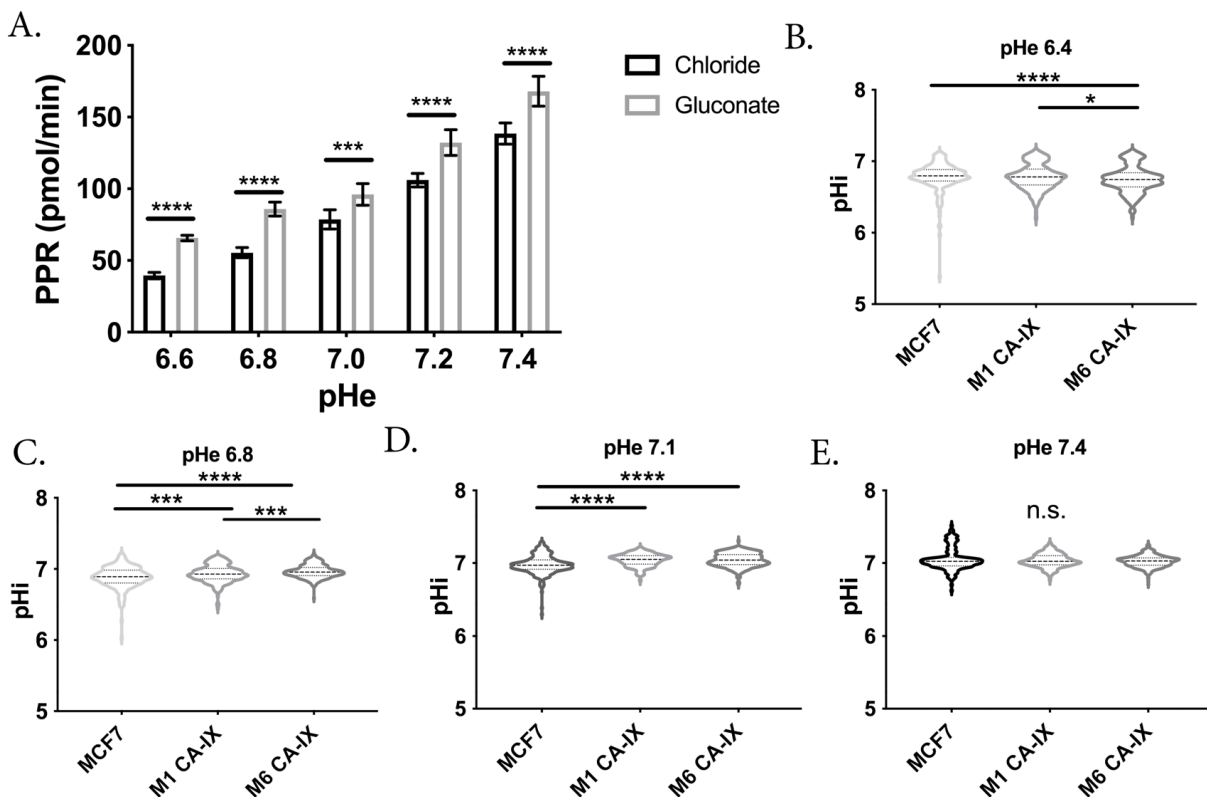 A.
PPR (pmol/min)
200
150
100
50
0
****
****
***
****
****
6.6 6.8 7.0 7.2 7.4
pHe
Chloride
Gluconate
B.
pHe 6.4
pHi
8
7
6
5
****
*
MCF7
M1 CA-IX
M6 CA-IX
C.
pHe 6.8
pHi
8
7
6
5
****
***
***
MCF7
M1 CA-IX
M6 CA-IX
D.
pHe 7.1
pHi
8
7
6
5
****
****
MCF7
M1 CA-IX
M6 CA-IX
E.
pHe 7.4
pHi
8
7
6
5
n.s.
MCF7
M1 CA-IX
M6 CA-IX